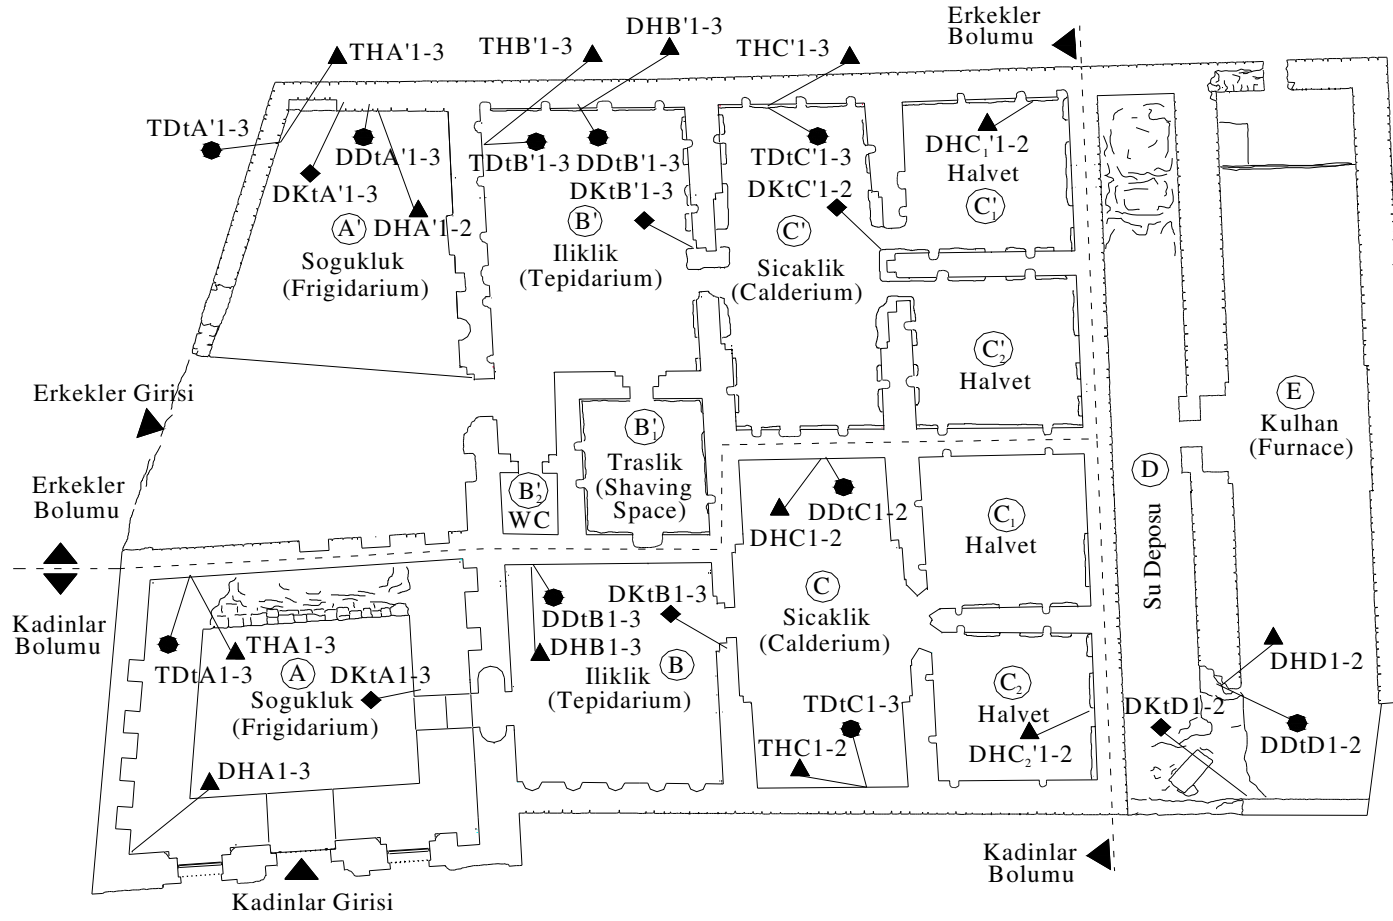 Erkekler
Bolumu
THA'1-3
THB'1-3
DHB'1-3
THC'1-3
TDtA'1-3
DDtA'1-3
DKtA'1-3
DHA'1-2
A'
Sogukluk
(Frigidarium)
TDtB'1-3
DDtB'1-3
DKtB'1-3
B'
Iliklik
(Tepidarium)
TDtC'1-3
DKtC'1-2
C'
Sicaklik
(Calderium)
DHC₁'1-2
Halvet
C₁'
C₂'
Halvet
E
Kulhan
(Furnace)
Erkekler Girisi
B₁'
Traslik
(Shaving
Space)
B₂'
WC
Erkekler
Bolumu
DDtC1-2
DHC1-2
C₁
Halvet
D
Su Deposu
Kadinlar
Bolumu
TDtA1-3
THA1-3
DKtA1-3
A
Sogukluk
(Frigidarium)
DHA1-3
DDtB1-3
DHB1-3
DKtB1-3
Iliklik
(Tepidarium)
B
C
Sicaklik
(Calderium)
TDtC1-3
THC1-2
C₂
Halvet
DHC₂'1-2
DHD1-2
DKtD1-2
DDtD1-2
Kadinlar
Bolumu
Kadinlar Girisi